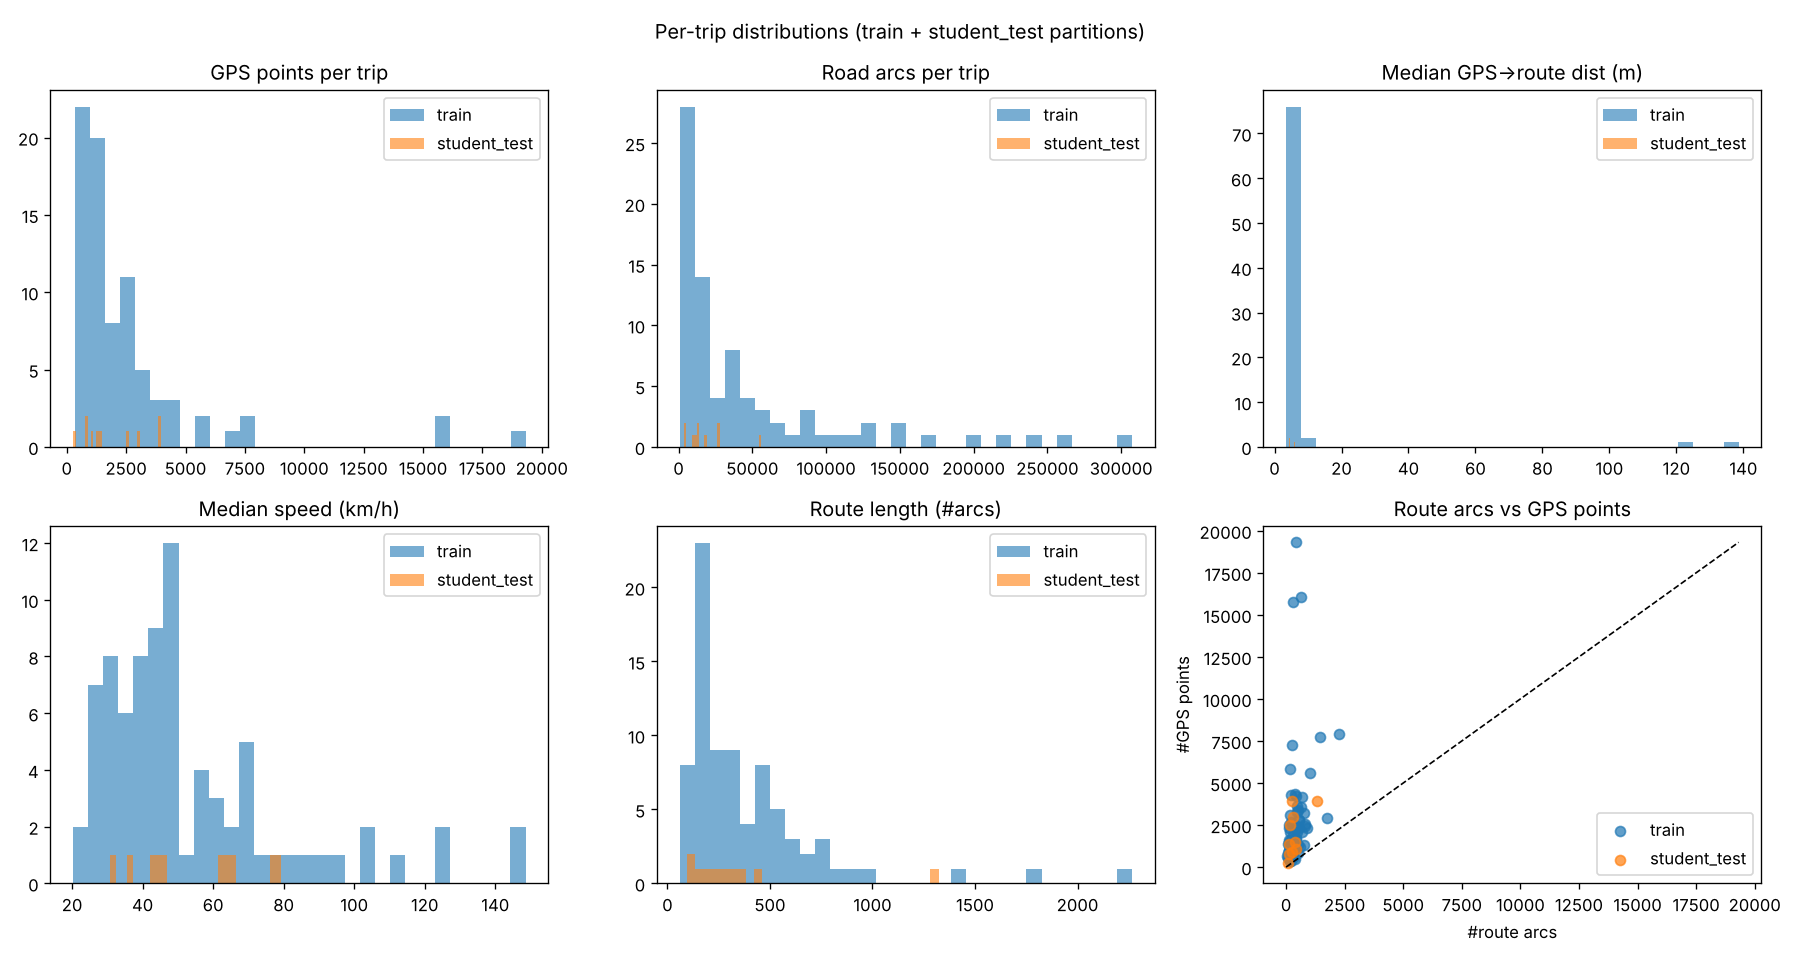 Per-trip distributions (train + student_test partitions)
GPS points per trip
train
student_test
20
15
10
5
0
0 2500 5000 7500 10000 12500 15000 17500 20000
Road arcs per trip
train
student_test
25
20
15
10
5
0
0 50000 100000 150000 200000 250000 300000
Median GPS→route dist (m)
train
student_test
70
60
50
40
30
20
10
0
0 20 40 60 80 100 120 140
Median speed (km/h)
train
student_test
12
10
8
6
4
2
0
20 40 60 80 100 120 140
Route length (#arcs)
train
student_test
20
15
10
5
0
0 500 1000 1500 2000
Route arcs vs GPS points
#GPS points
20000
17500
15000
12500
10000
7500
5000
2500
0
train
student_test
0 2500 5000 7500 10000 12500 15000 17500 20000
#route arcs